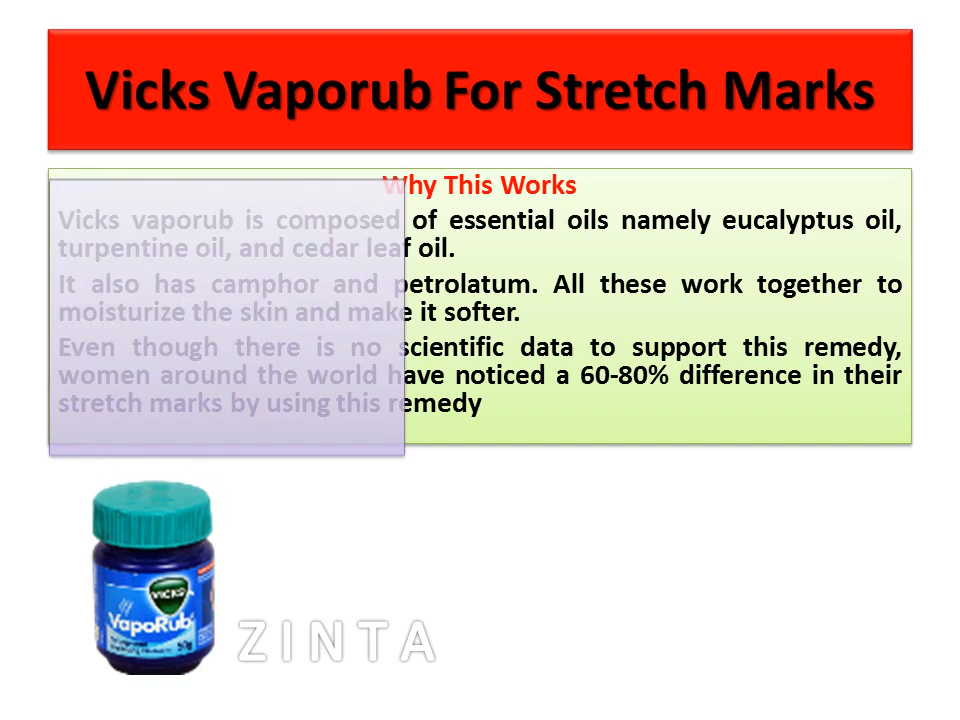 Vicks Vaporub For Stretch Marks
Why This Works
Vicks vaporub is composed of essential oils namely eucalyptus oil,
turpentine oil, and cedar leaf oil.
It also has camphor and petrolatum. All these work together to
moisturize the skin and make it softer.
Even though there is no scientific data to support this remedy,
women around the world have noticed a 60-80% difference in their
stretch marks by using this remedy
VICKS
VapoRub
ZINTA